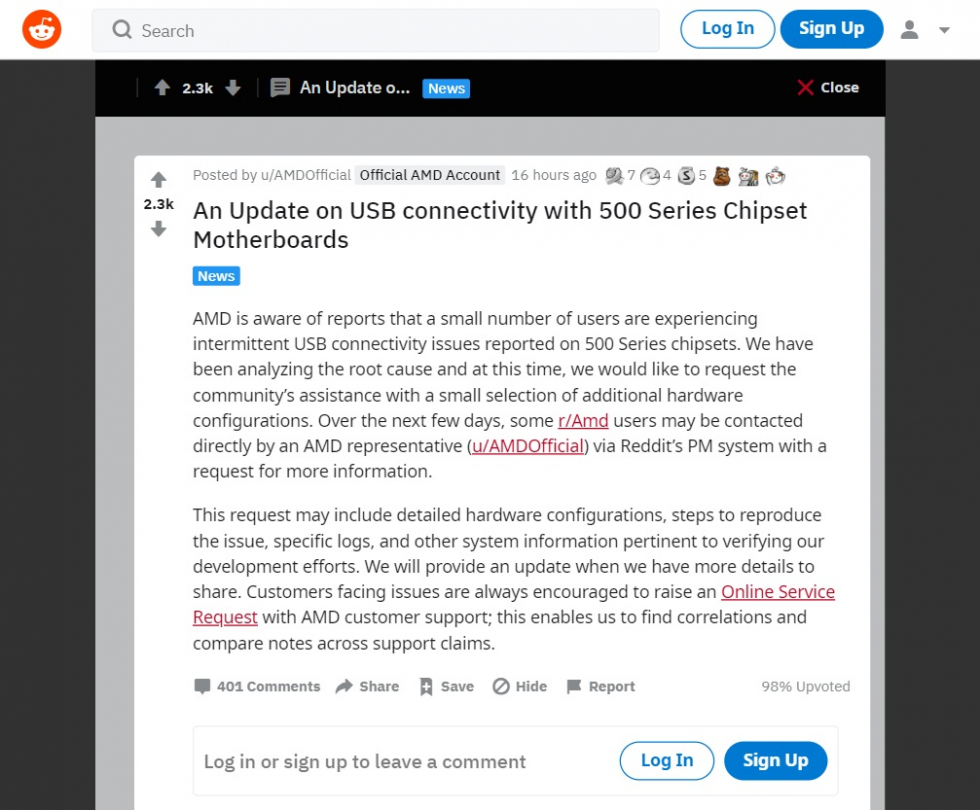 Search
Log In
Sign Up
2.3k
An Update o...
News
Close
Posted by u/AMDOfficial Official AMD Account 16 hours ago 7 4 S 5
2.3k
An Update on USB connectivity with 500 Series Chipset
Motherboards
News
AMD is aware of reports that a small number of users are experiencing
intermittent USB connectivity issues reported on 500 Series chipsets. We have
been analyzing the root cause and at this time, we would like to request the
community’s assistance with a small selection of additional hardware
configurations. Over the next few days, some r/Amd users may be contacted
directly by an AMD representative (u/AMDOfficial) via Reddit’s PM system with a
request for more information.
This request may include detailed hardware configurations, steps to reproduce
the issue, specific logs, and other system information pertinent to verifying our
development efforts. We will provide an update when we have more details to
share. Customers facing issues are always encouraged to raise an Online Service
Request with AMD customer support; this enables us to find correlations and
compare notes across support claims.
401 Comments Share Save Hide Report 98% Upvoted
Log in or sign up to leave a comment
Log In
Sign Up